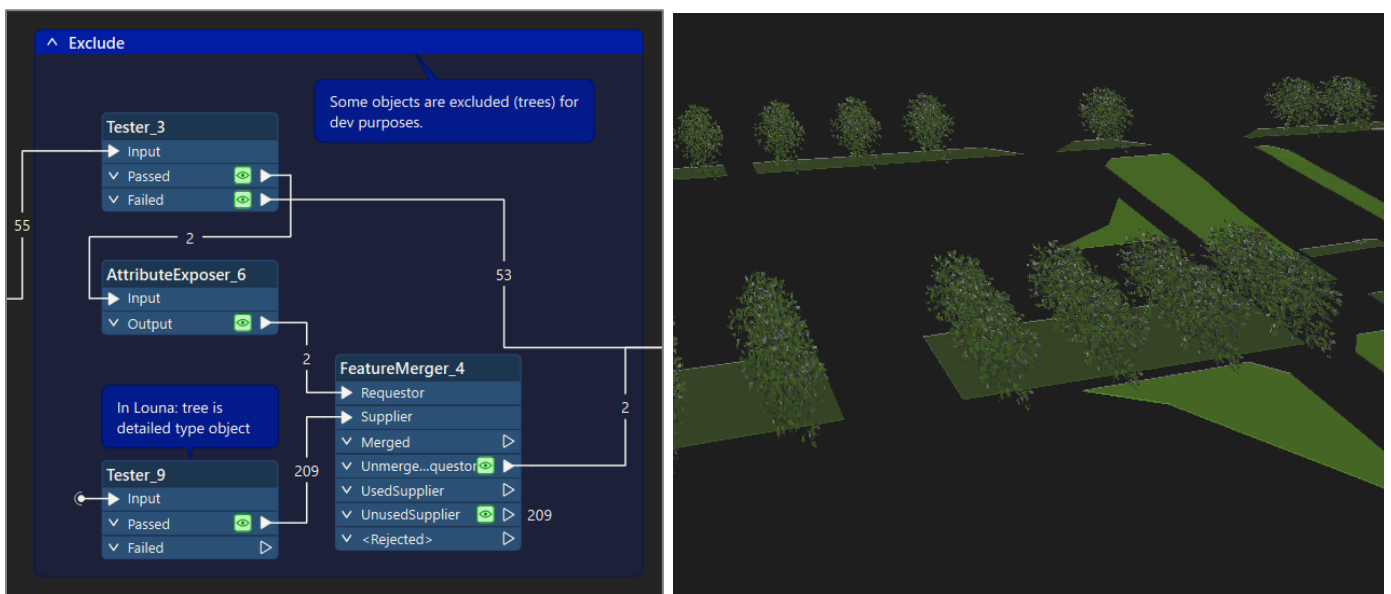 Exclude
Some objects are excluded (trees) for
dev purposes.
Tester_3
Input
Passed
Failed
55
2
AttributeExposer_6
Input
Output
53
2
FeatureMerger_4
Requestor
Supplier
Merged
Unmerge...questor
UsedSupplier
UnusedSupplier
209
<Rejected>
2
In Louna: tree is
detailed type object
209
Tester_9
Input
Passed
Failed